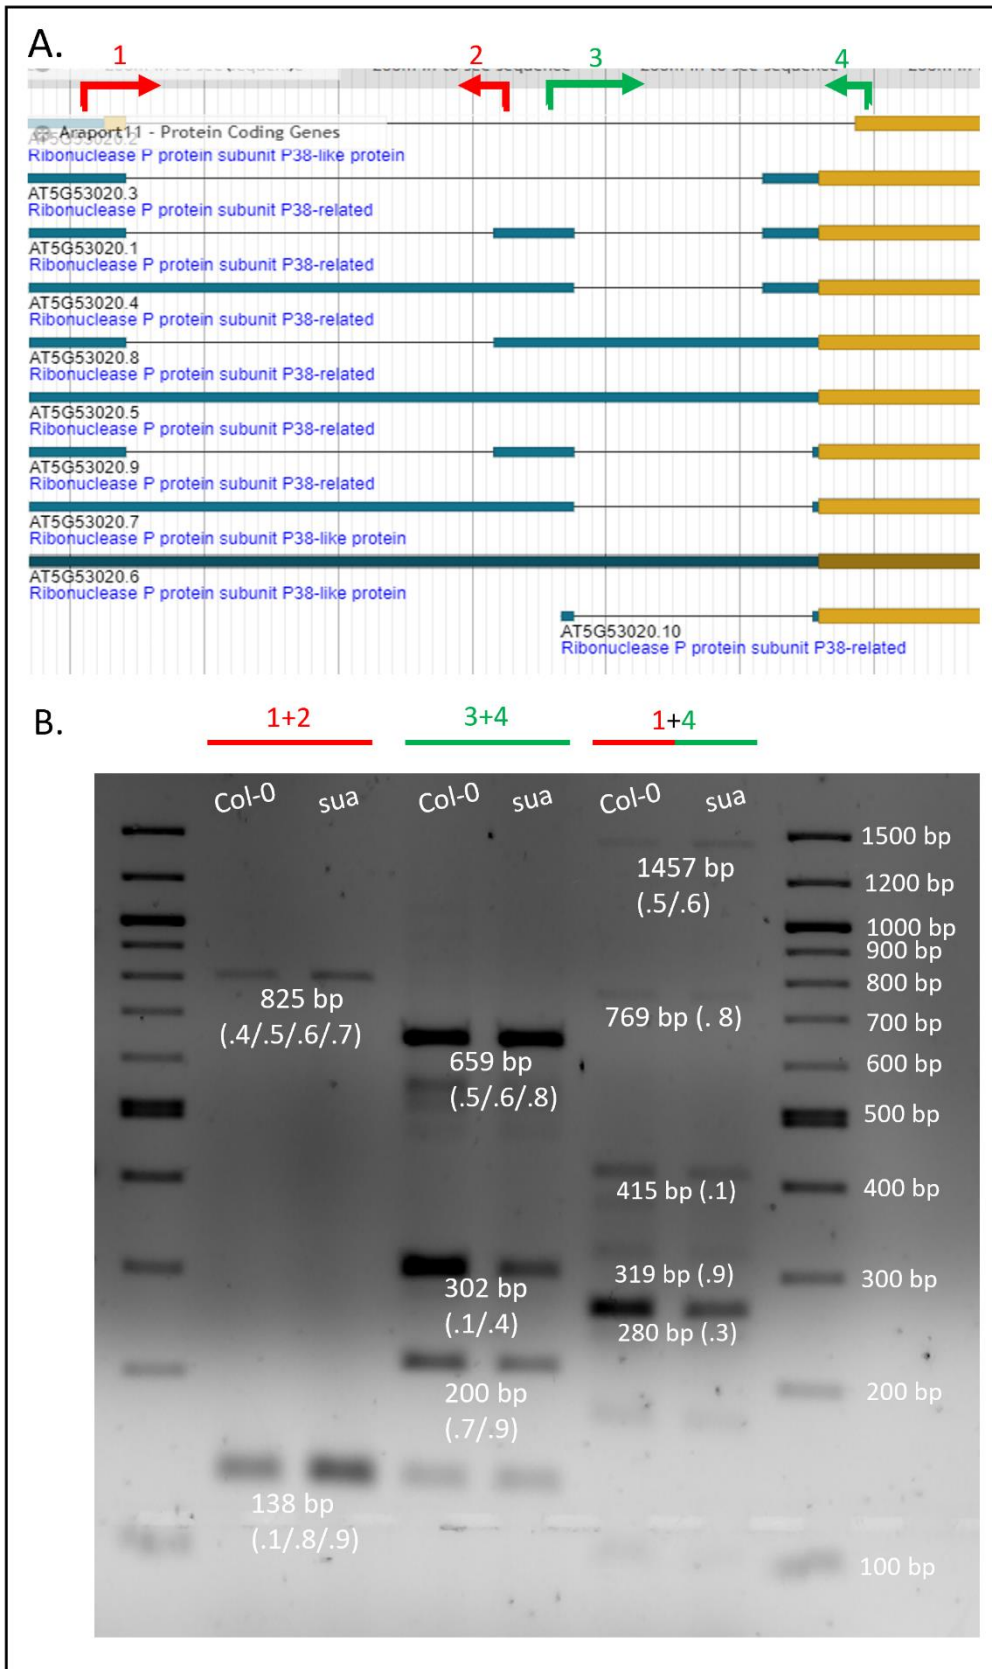 A.
1 2 3 4
Araport11 - Protein Coding Genes
AT5G53020.2
Ribonuclease P protein subunit P38-like protein
AT5G53020.3
Ribonuclease P protein subunit P38-related
AT5G53020.1
Ribonuclease P protein subunit P38-related
AT5G53020.4
Ribonuclease P protein subunit P38-related
AT5G53020.8
Ribonuclease P protein subunit P38-related
AT5G53020.5
Ribonuclease P protein subunit P38-related
AT5G53020.9
Ribonuclease P protein subunit P38-related
AT5G53020.7
Ribonuclease P protein subunit P38-like protein
AT5G53020.6
Ribonuclease P protein subunit P38-like protein
AT5G53020.10
Ribonuclease P protein subunit P38-related
B.
1+2 3+4 1+4
Col-0 sua Col-0 sua Col-0 sua
1500 bp
1457 bp
(.5/.6)
1200 bp
1000 bp
900 bp
800 bp
825 bp
(.4/.5/.6/.7)
769 bp (. 8)
700 bp
659 bp
(.5/.6/.8)
600 bp
500 bp
415 bp (.1)
400 bp
319 bp (.9)
300 bp
302 bp
(.1/.4)
280 bp (.3)
200 bp
(.7/.9)
200 bp
138 bp
(.1/.8/.9)
100 bp